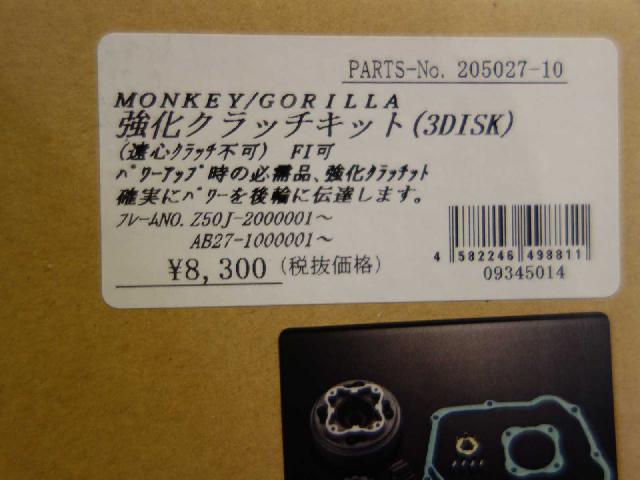 PARTS-No. 205027-10
MONKEY/GORILLA
強化クラッチキット(3DISK)
(遠心クラッチ不可) FI可
パワーアップ時の必需品、強化クラッチキット
確実にパワーを後輪に伝達します。
フレームNO. Z50J-2000001～
AB27-1000001～
¥8,300 (税抜価格)
4 582246 498811
09345014